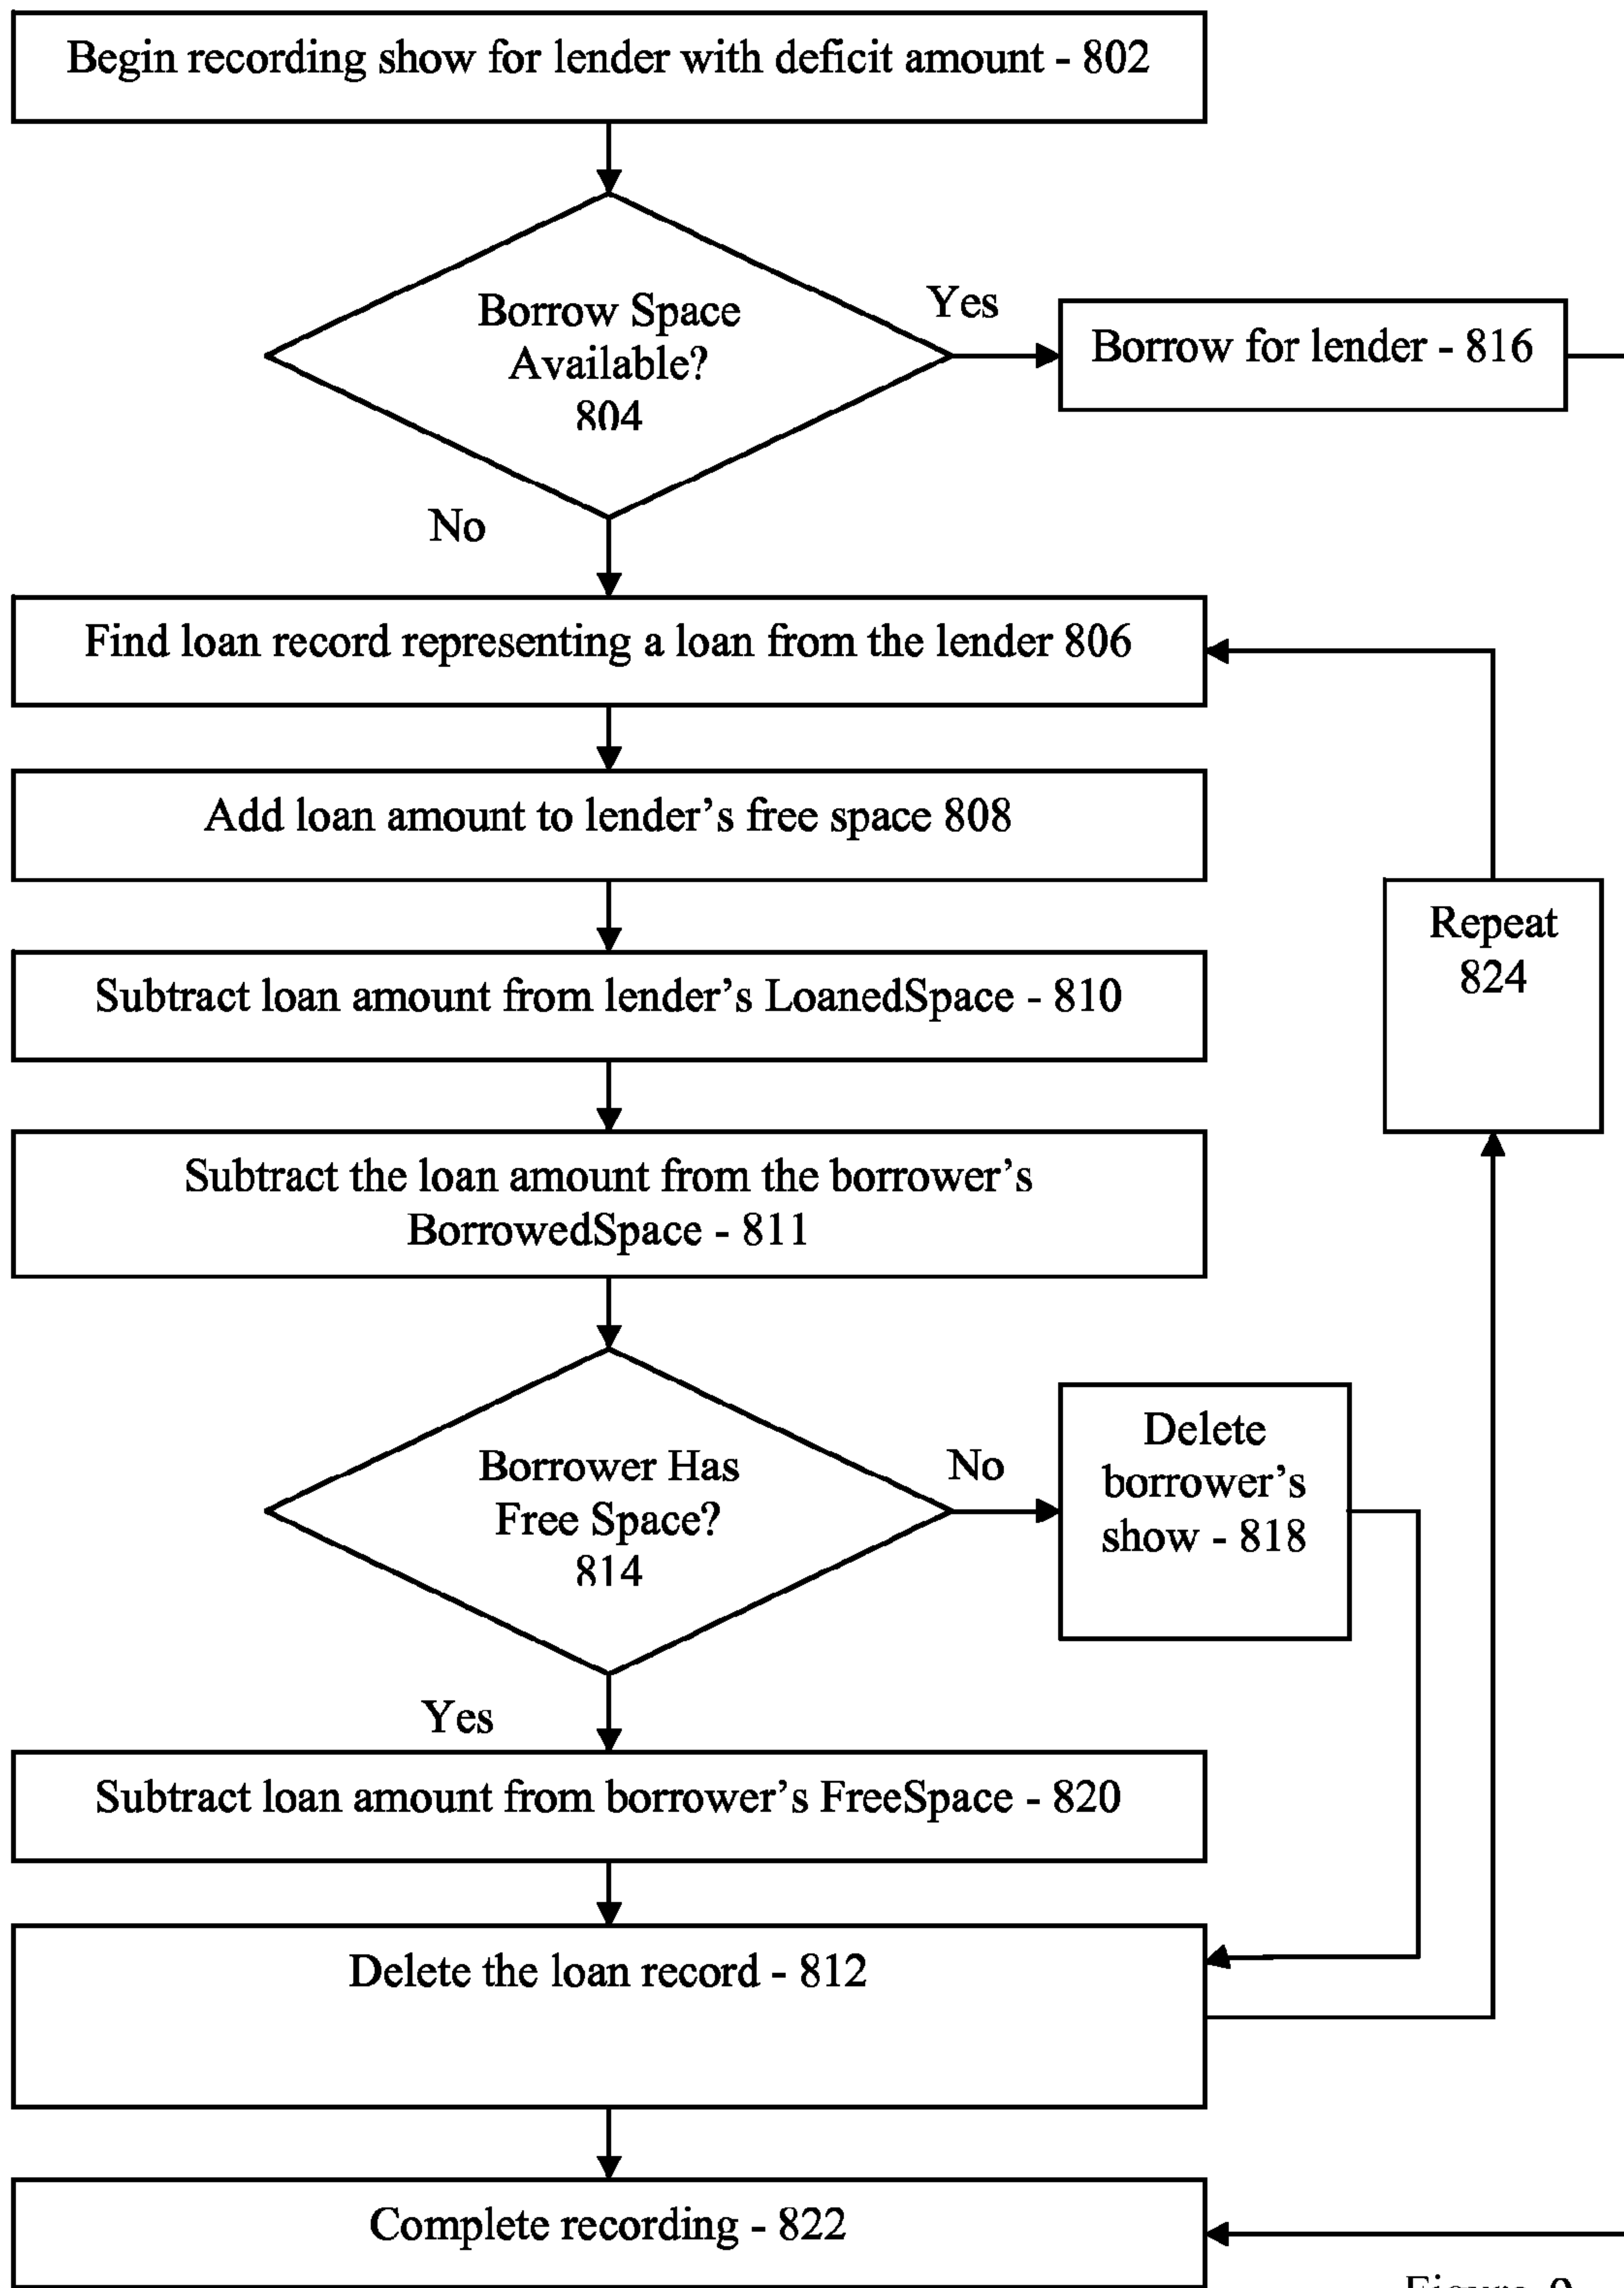 Begin recording show for lender with deficit amount - 802
Borrow Space
Available?
804
Yes
Borrow for lender - 816
No
Find loan record representing a loan from the lender 806
Add loan amount to lender’s free space 808
Repeat
824
Subtract loan amount from lender’s LoanedSpace - 810
Subtract the loan amount from the borrower’s
BorrowedSpace - 811
Borrower Has
Free Space?
814
No
Delete
borrower’s
show - 818
Yes
Subtract loan amount from borrower’s FreeSpace - 820
Delete the loan record - 812
Complete recording - 822